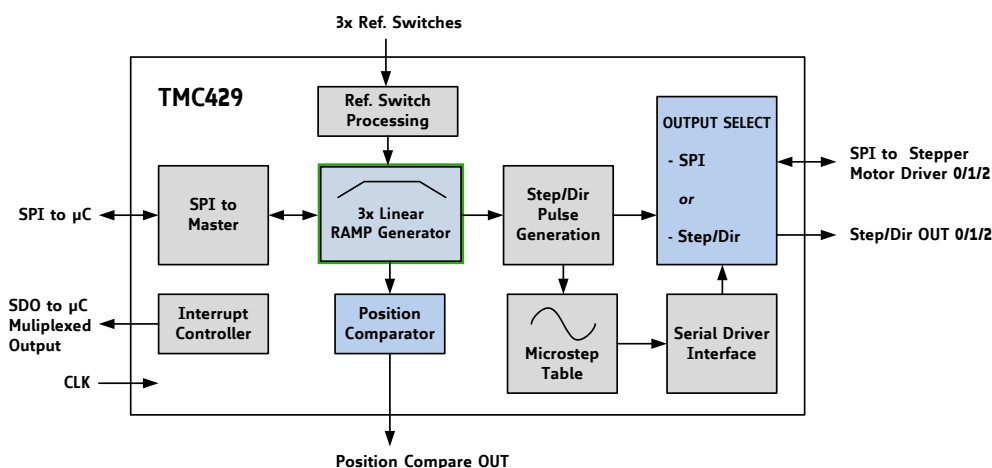 3x Ref. Switches
TMC429
Ref. Switch
Processing
OUTPUT SELECT
- SPI
or
- Step/Dir
SPI to Stepper
Motor Driver 0/1/2
Step/Dir OUT 0/1/2
SPI to µC
SPI to
Master
3x Linear
RAMP Generator
Step/Dir
Pulse
Generation
SDO to µC
Muliplexed
Output
Interrupt
Controller
Position
Comparator
Microstep
Table
Serial Driver
Interface
CLK
Position Compare OUT